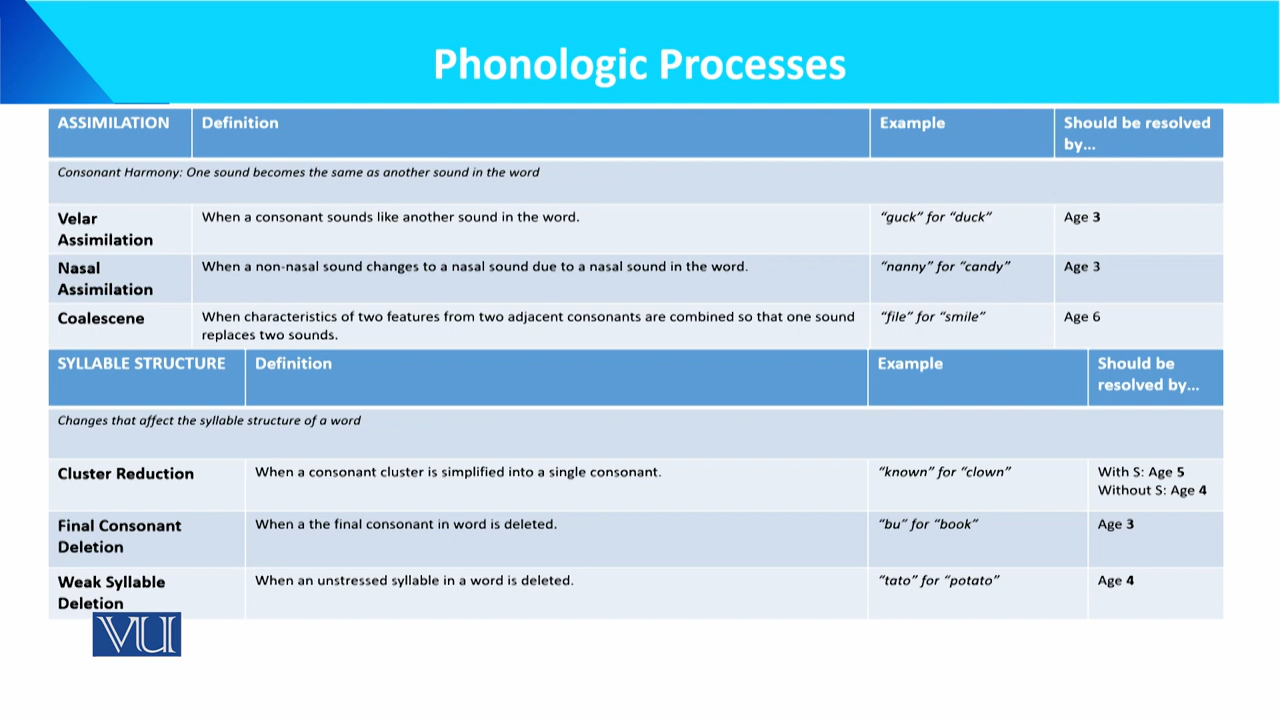 Phonologic Processes
ASSIMILATION Definition Example Should be resolved
by...
Consonant Harmony: One sound becomes the same as another sound in the word
Velar When a consonant sounds like another sound in the word. “guck” for “duck” Age 3
Assimilation
Nasal When a non-nasal sound changes to a nasal sound due to a nasal sound in the word. “nanny” for “candy” Age 3
Assimilation
Coalescene When characteristics of two features from two adjacent consonants are combined so that one sound “file” for “smile” Age 6
replaces two sounds.
SYLLABLE STRUCTURE Definition Example Should be
resolved by...
Changes that affect the syllable structure of a word
Cluster Reduction When a consonant cluster is simplified into a single consonant. “known” for “clown” With S: Age 5
Without S: Age 4
Final Consonant When a the final consonant in word is deleted. “bu” for “book” Age 3
Deletion
Weak Syllable When an unstressed syllable in a word is deleted. “tato” for “potato” Age 4
Deletion
VU